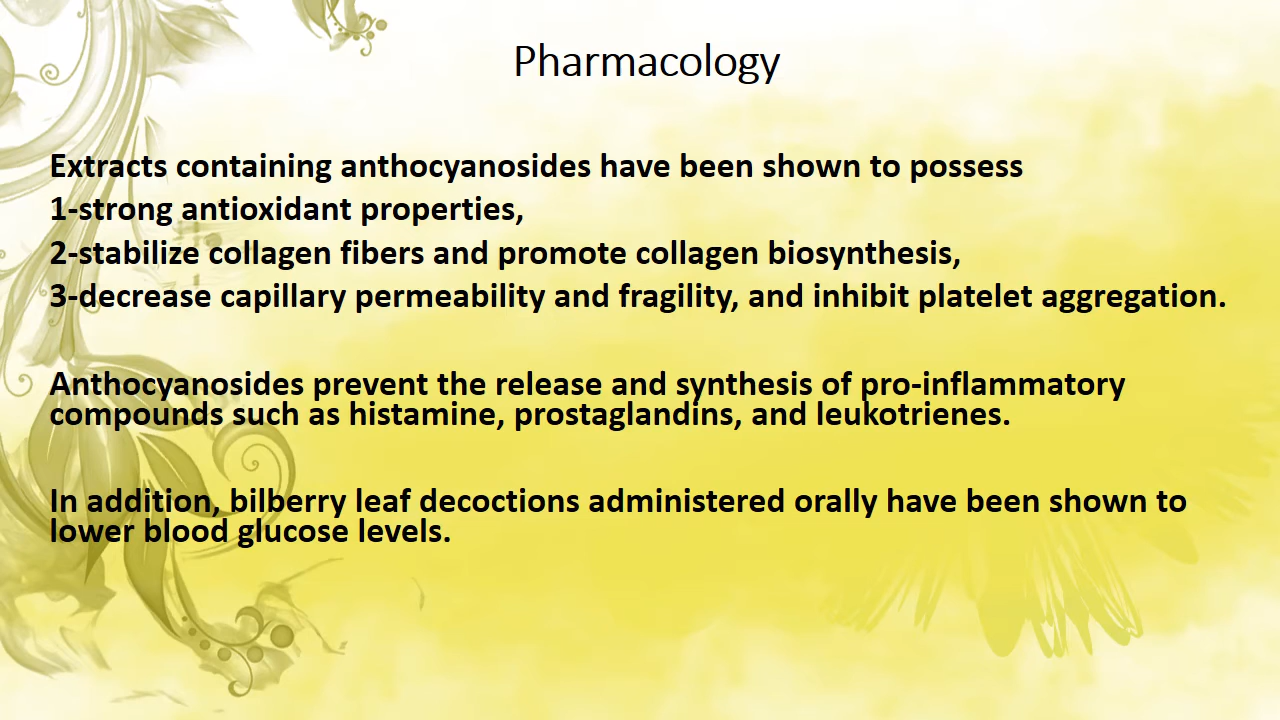 Pharmacology
Extracts containing anthocyanosides have been shown to possess
1-strong antioxidant properties,
2-stabilize collagen fibers and promote collagen biosynthesis,
3-decrease capillary permeability and fragility, and inhibit platelet aggregation.
Anthocyanosides prevent the release and synthesis of pro-inflammatory
compounds such as histamine, prostaglandins, and leukotrienes.
In addition, bilberry leaf decoctions administered orally have been shown to
lower blood glucose levels.